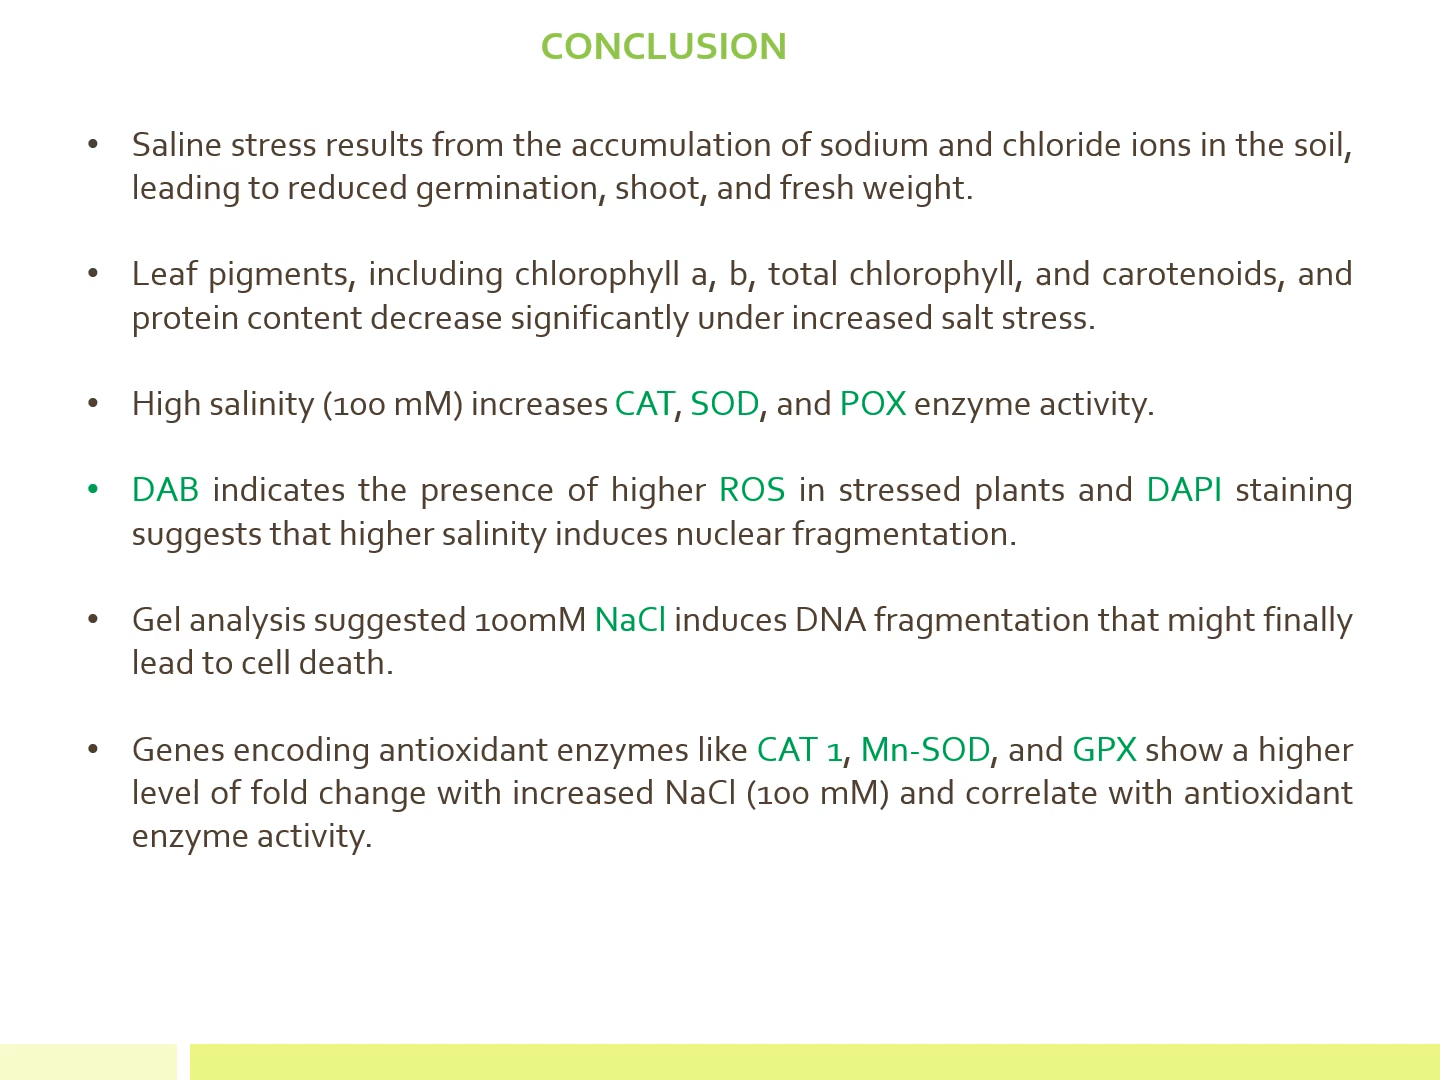 CONCLUSION
• Saline stress results from the accumulation of sodium and chloride ions in the soil,
leading to reduced germination, shoot, and fresh weight.
• Leaf pigments, including chlorophyll a, b, total chlorophyll, and carotenoids, and
protein content decrease significantly under increased salt stress.
• High salinity (100 mM) increases CAT, SOD, and POX enzyme activity.
• DAB indicates the presence of higher ROS in stressed plants and DAPI staining
suggests that higher salinity induces nuclear fragmentation.
• Gel analysis suggested 100mM NaCl induces DNA fragmentation that might finally
lead to cell death.
• Genes encoding antioxidant enzymes like CAT 1, Mn-SOD, and GPX show a higher
level of fold change with increased NaCl (100 mM) and correlate with antioxidant
enzyme activity.